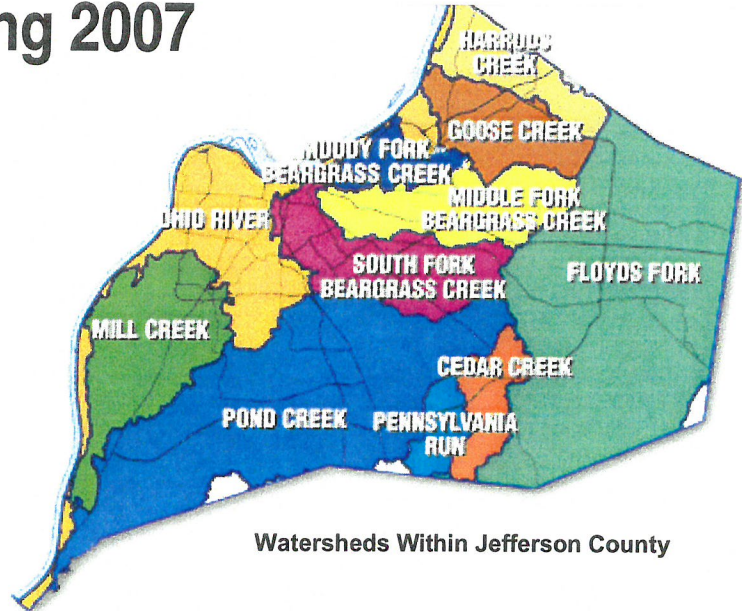 ng 2007
HARRODS
CREEK
GOOSE CREEK
MUDDY FORK
BEARGRASS CREEK
MIDDLE FORK
BEARGRASS CREEK
OHIO RIVER
SOUTH FORK
BEARGRASS CREEK
FLOYDS FORK
MILL CREEK
CEDAR CREEK
POND CREEK
PENNSYLVANIA
RUN
Watersheds Within Jefferson County